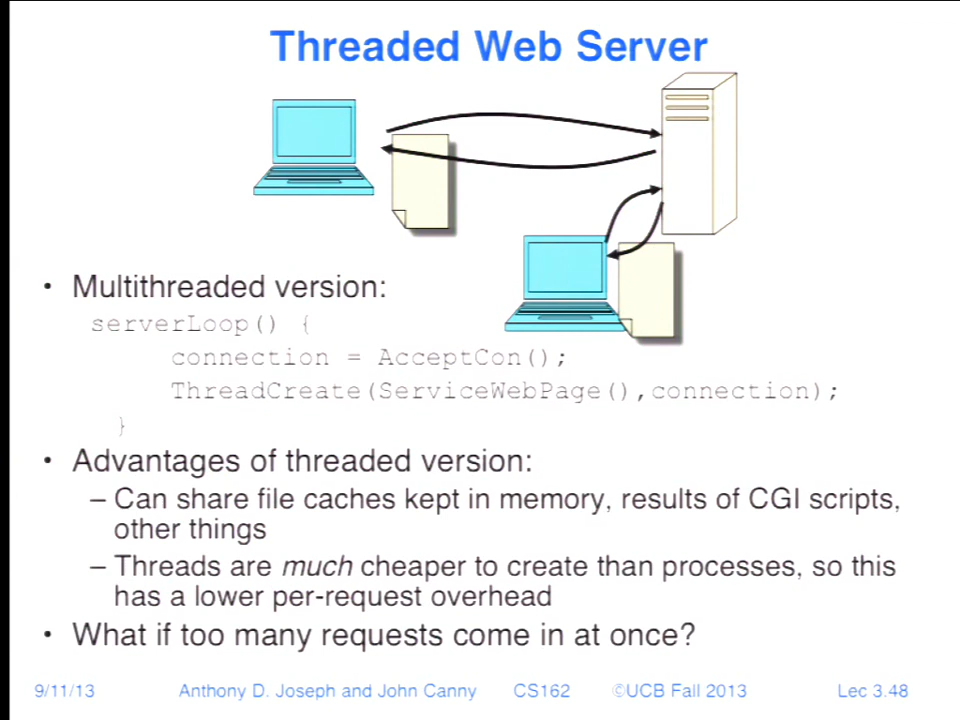 Threaded Web Server
• Multithreaded version:
serverLoop() {
connection = AcceptCon();
ThreadCreate(ServiceWebPage(),connection);
}
• Advantages of threaded version:
– Can share file caches kept in memory, results of CGI scripts,
other things
– Threads are much cheaper to create than processes, so this
has a lower per-request overhead
• What if too many requests come in at once?
9/11/13 Anthony D. Joseph and John Canny CS162 ©UCB Fall 2013 Lec 3.48